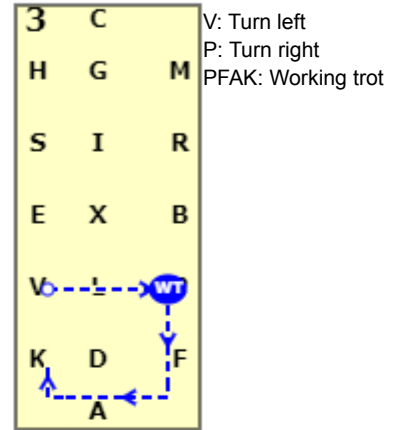 3 C
H G M
S I R
E X B
V L WT
K D F
A
V: Turn left
P: Turn right
PFAK: Working trot